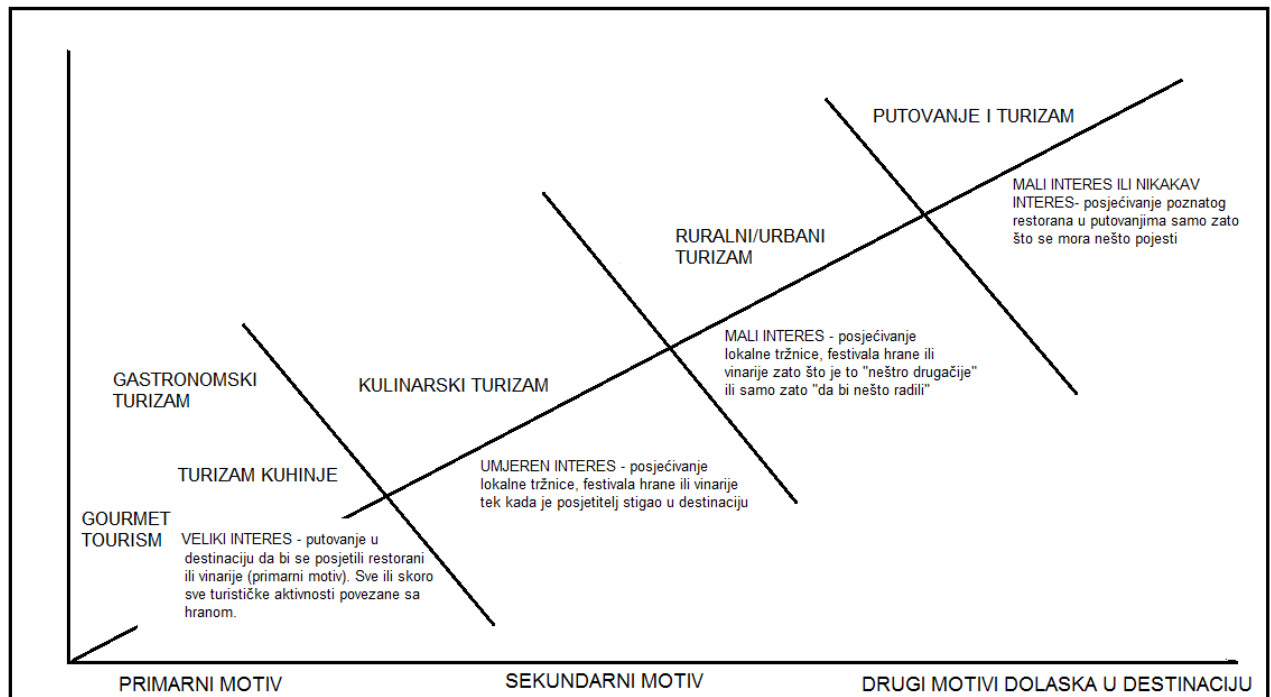 PUTOVANJE I TURIZAM
MALI INTERES ILI NIKAKAV
INTERES- posjećivanje poznatog
restorana u putovanjima samo zato
što se mora nešto pojesti
RURALNI/URBANI
TURIZAM
MALI INTERES - posjećivanje
lokalne tržnice, festivala hrane ili
vinarije zato što je to "neštro drugačije"
ili samo zato "da bi nešto radili"
GASTRONOMSKI
TURIZAM
KULINARSKI TURIZAM
UMJEREN INTERES - posjećivanje
lokalne tržnice, festivala hrane ili vinarije
tek kada je posjetitelj stigao u destinaciju
TURIZAM KUHINJE
GOURMET
TOURISM
VELIKI INTERES - putovanje u
destinaciju da bi se posjetili restorani
ili vinarije (primarni motiv). Sve ili skoro
sve turističke aktivnosti povezane sa
hranom.
PRIMARNI MOTIV
SEKUNDARNI MOTIV
DRUGI MOTIVI DOLASKA U DESTINACIJU